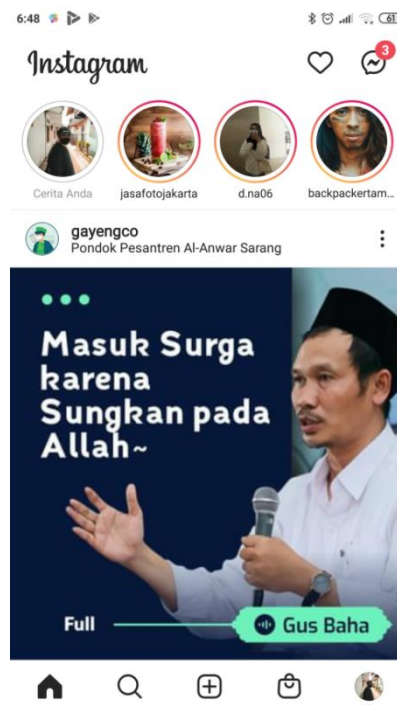 6:48
61
Instagram
3
Cerita Anda
jasafotojakarta
d.na06
backpackertam...
gayengco
Pondok Pesantren Al-Anwar Sarang
Masuk Surga
karena
Sungkan pada
Allah~
Full
Gus Baha